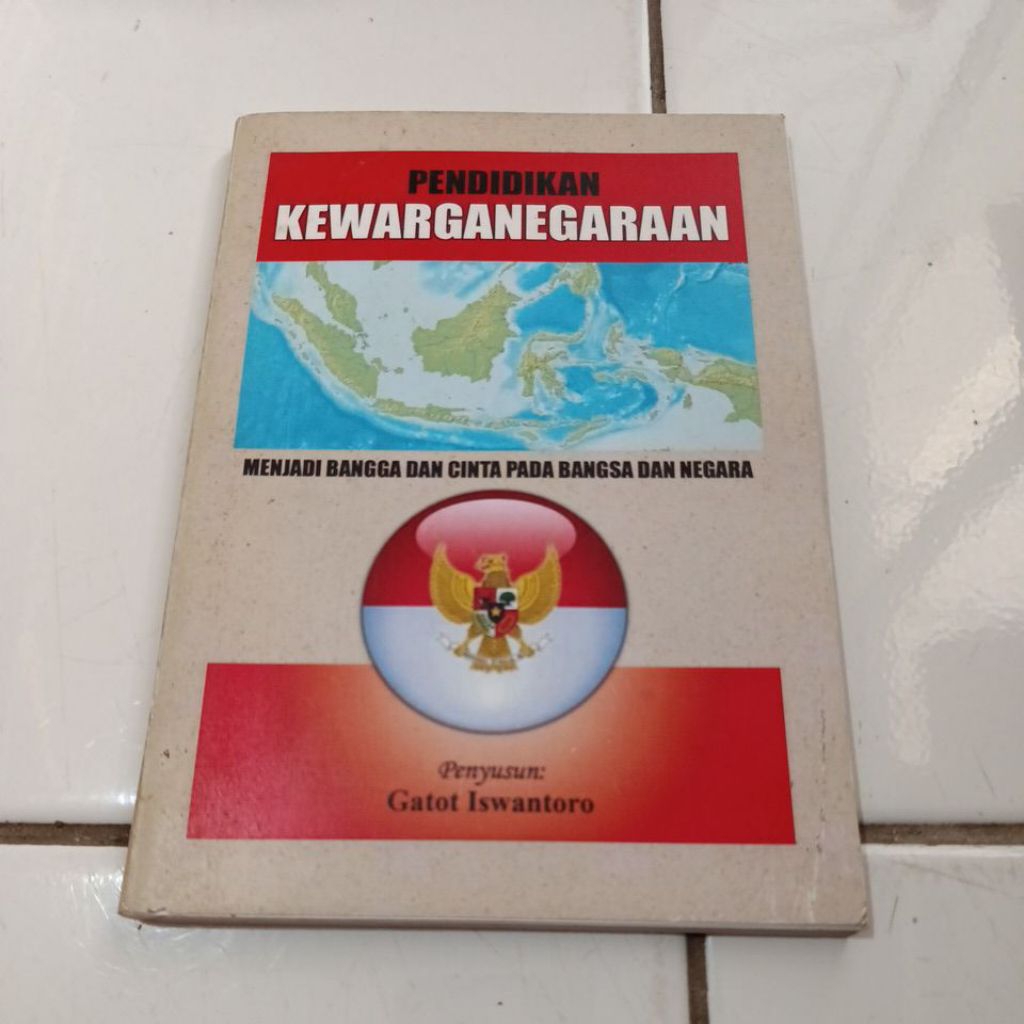 PENDIDIKAN
KEWARGANEGARAAN
MENJADI BANGGA DAN CINTA PADA BANGSA DAN NEGARA
Penyusun:
Gatot Iswantoro